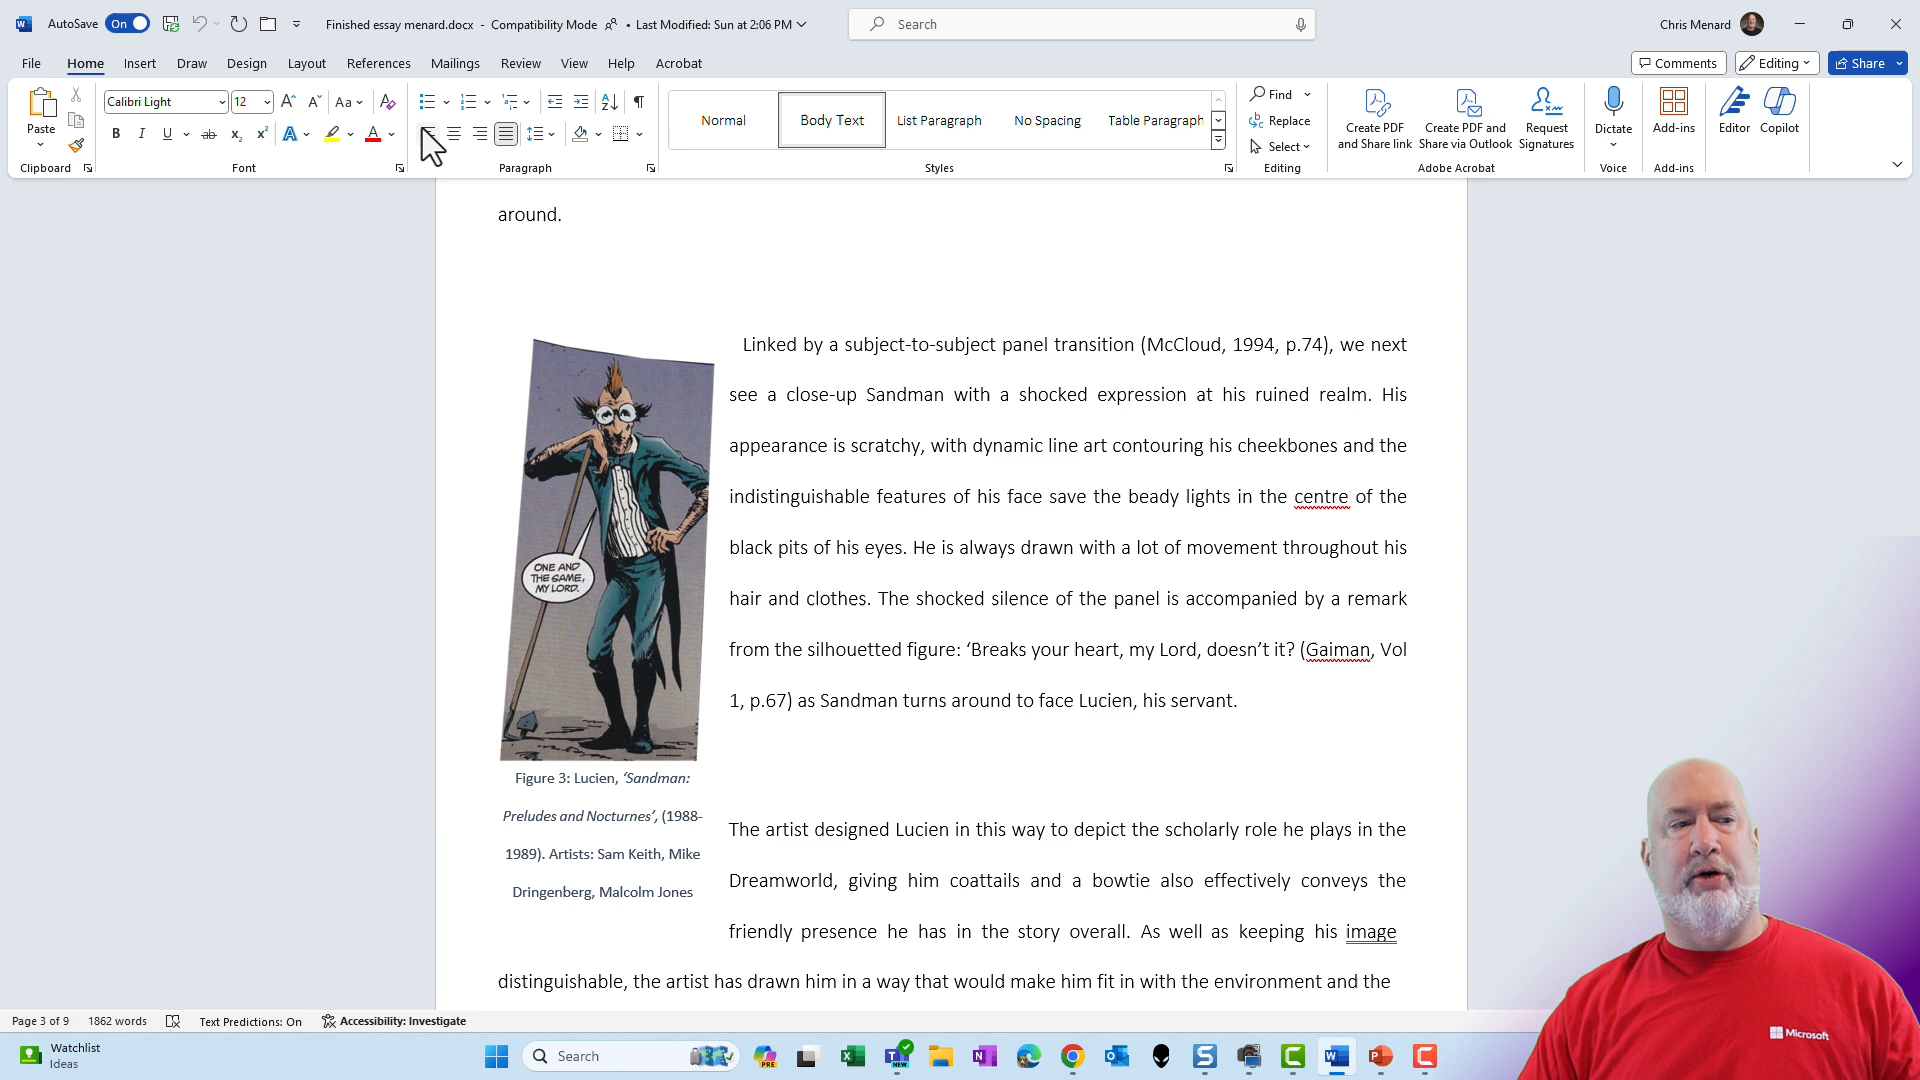 AutoSave On Finished essay menard.docx - Compatibility Mode • Last Modified: Sun at 2:06 PM Search Chris Menard
File Home Insert Draw Design Layout References Mailings Review View Help Acrobat Comments Editing Share
Paste
Clipboard
Calibri Light 12 Aa
B I U ab x2 x2 A A
Font
Paragraph
Normal Body Text List Paragraph No Spacing Table Paragraph
Styles
Find
Replace
Select
Editing
Create PDF and Share link
Create PDF and Share via Outlook
Request Signatures
Adobe Acrobat
Dictate
Voice
Add-ins
Add-ins
Editor
Copilot
around.
Linked by a subject-to-subject panel transition (McCloud, 1994, p.74), we next
see a close-up Sandman with a shocked expression at his ruined realm. His
appearance is scratchy, with dynamic line art contouring his cheekbones and the
indistinguishable features of his face save the beady lights in the centre of the
black pits of his eyes. He is always drawn with a lot of movement throughout his
hair and clothes. The shocked silence of the panel is accompanied by a remark
from the silhouetted figure: ‘Breaks your heart, my Lord, doesn’t it? (Gaiman, Vol
1, p.67) as Sandman turns around to face Lucien, his servant.
ONE AND
THE SAME,
MY LORD.
Figure 3: Lucien, ‘Sandman:
Preludes and Nocturnes’, (1988-
1989). Artists: Sam Keith, Mike
Dringenberg, Malcolm Jones
The artist designed Lucien in this way to depict the scholarly role he plays in the
Dreamworld, giving him coattails and a bowtie also effectively conveys the
friendly presence he has in the story overall. As well as keeping his image
distinguishable, the artist has drawn him in a way that would make him fit in with the environment and the
Microsoft
Page 3 of 9 1862 words Text Predictions: On Accessibility: Investigate
Watchlist
Ideas
Search
PRE
NEW